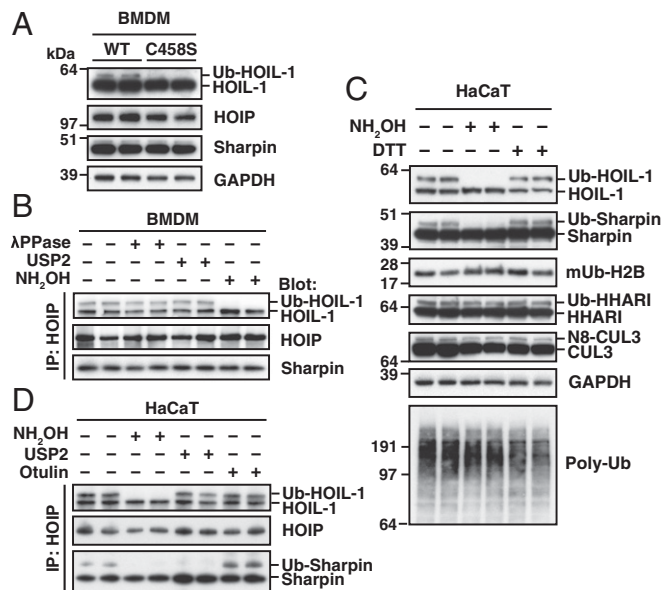 A
BMDM
kDa WT C458S
64 Ub-HOIL-1
HOIL-1
HOIP
97
51 Sharpin
39 GAPDH
B
BMDM
λPPase – – + + – – – –
USP2 – – – – + + – –
NH2OH – – – – – – + + Blot:
IP: HOIP
Ub-HOIL-1
HOIL-1
HOIP
Sharpin
D
HaCaT
NH2OH – – + + – – – –
USP2 – – – – + + – –
Otulin – – – – – – + +
IP: HOIP
Ub-HOIL-1
HOIL-1
HOIP
Ub-Sharpin
Sharpin
C
HaCaT
NH2OH – – + + – –
DTT – – – – + +
64 Ub-HOIL-1
HOIL-1
51 Ub-Sharpin
39 Sharpin
28 mUb-H2B
17
64 Ub-HHARI
HHARI
N8-CUL3
64 CUL3
39 GAPDH
191 Poly-Ub
97
64